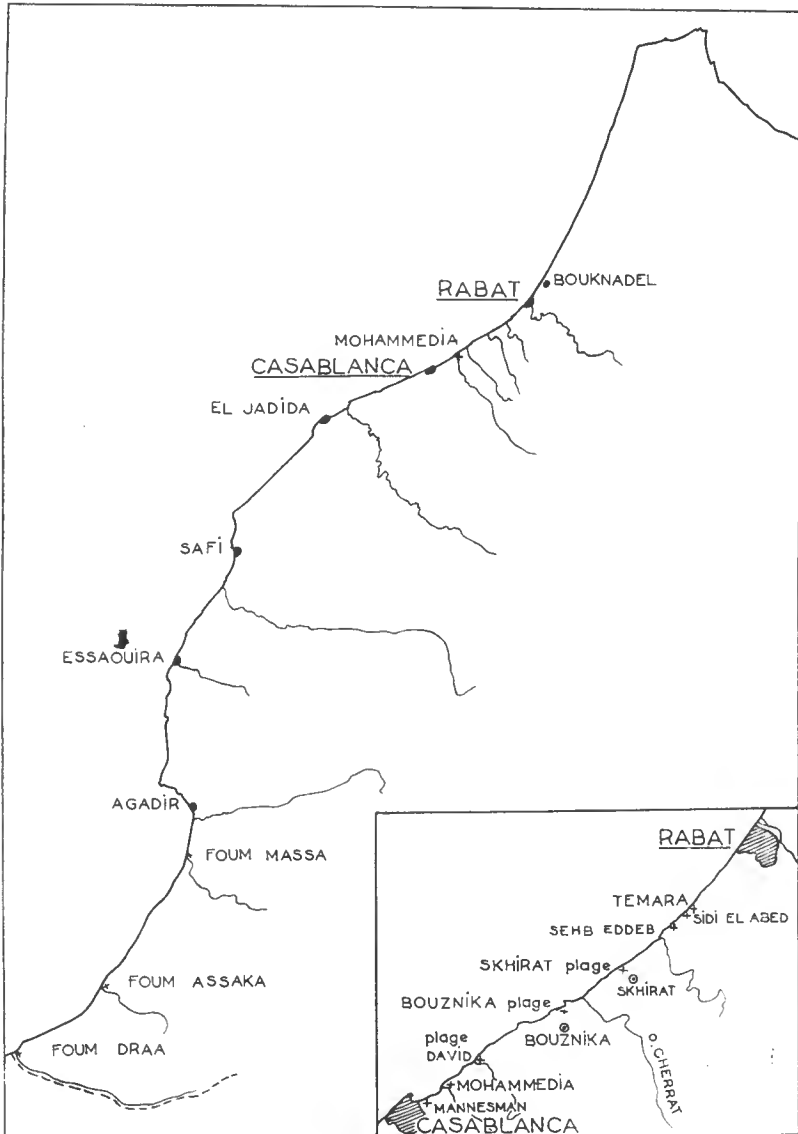 BOUKNADEL
RABAT
MOHAMMEDIA
CASABLANCA
EL JADIDA
SAFI
ESSAOUIRA
AGADIR
FOUM MASSA
FOUM ASSAKA
FOUM DRAA
RABAT
TEMARA
SIDI EL ABED
SEHB EDDEB
SKHIRAT plage
SKHIRAT
BOUZNIKA plage
BOUZNIKA
plage
DAVID
O. CHERRAT
MOHAMMEDIA
MANNESMAN
CASABLANCA